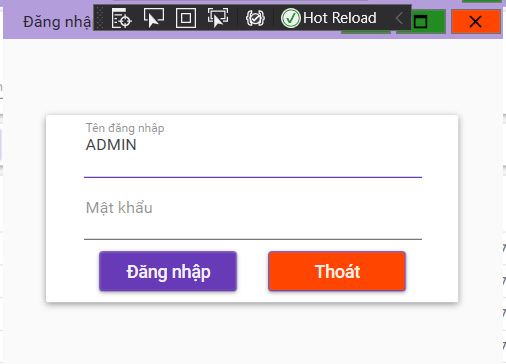 Đăng nhậ
Hot Reload
Tên đăng nhập
ADMIN
Mật khẩu
Đăng nhập
Thoát